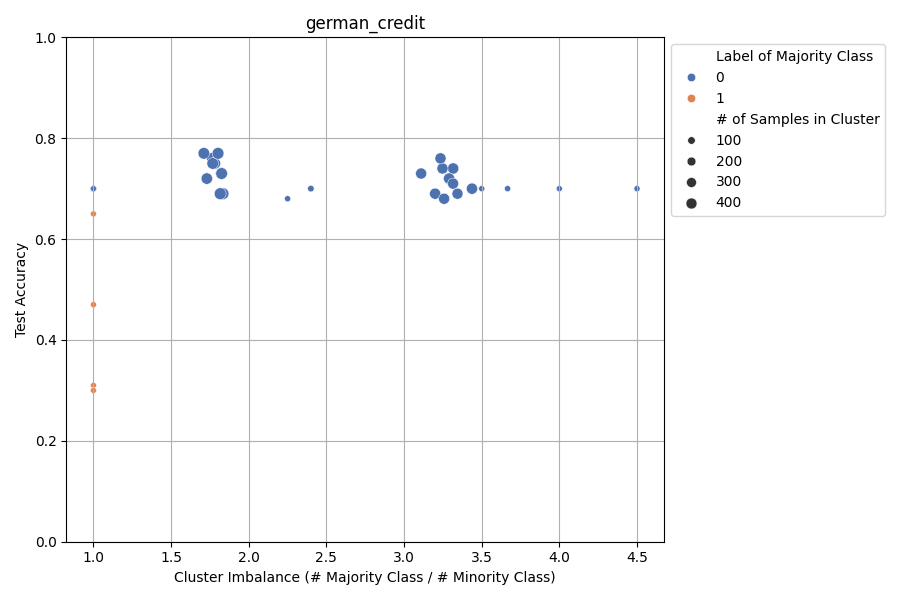 german_credit
1.0
0.8
0.6
0.4
0.2
0.0
Test Accuracy
1.0 1.5 2.0 2.5 3.0 3.5 4.0 4.5
Cluster Imbalance (# Majority Class / # Minority Class)
Label of Majority Class
0
1
# of Samples in Cluster
100
200
300
400